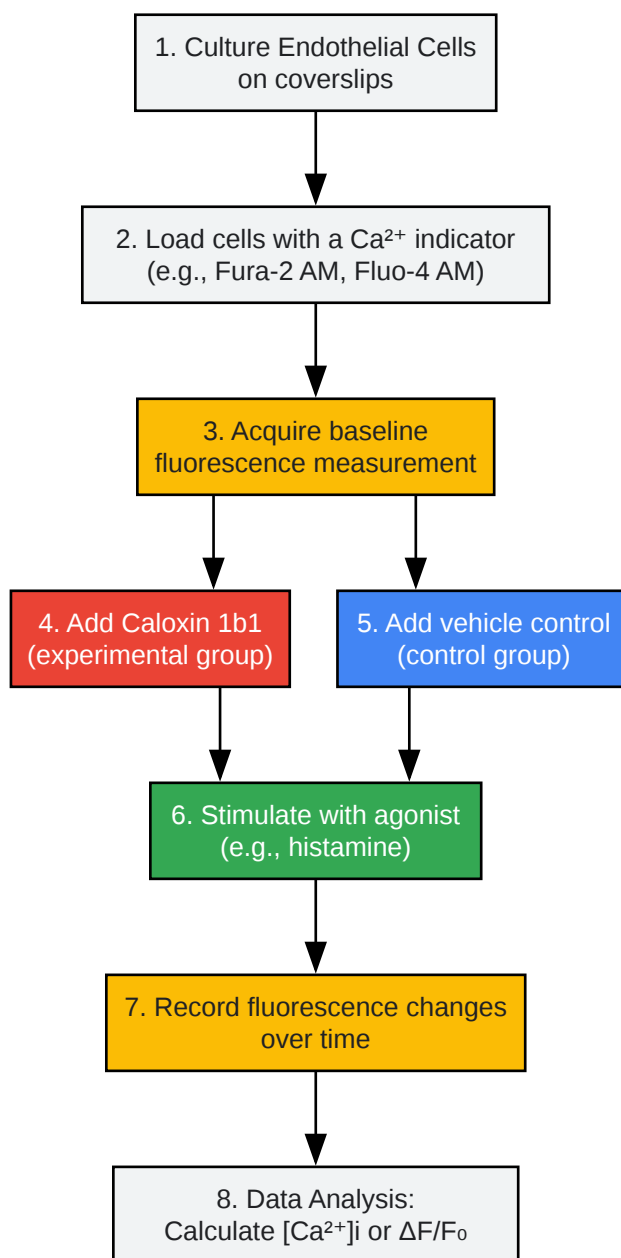 1. Culture Endothelial Cells
on coverslips
2. Load cells with a Ca²⁺ indicator
(e.g., Fura-2 AM, Fluo-4 AM)
3. Acquire baseline
fluorescence measurement
4. Add Caloxin 1b1
(experimental group)
5. Add vehicle control
(control group)
6. Stimulate with agonist
(e.g., histamine)
7. Record fluorescence changes
over time
8. Data Analysis:
Calculate [Ca²⁺]i or ΔF/F₀